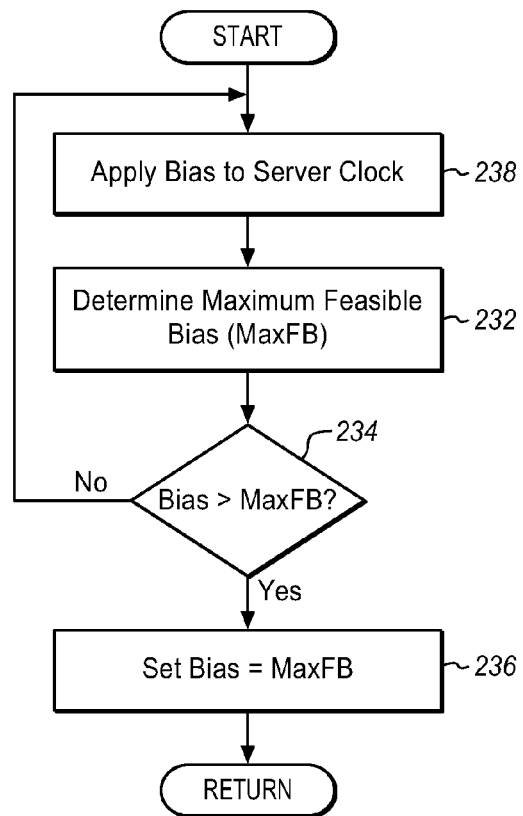 START
Apply Bias to Server Clock
238
Determine Maximum Feasible
Bias (MaxFB)
232
234
No
Bias > MaxFB?
Yes
Set Bias = MaxFB
236
RETURN